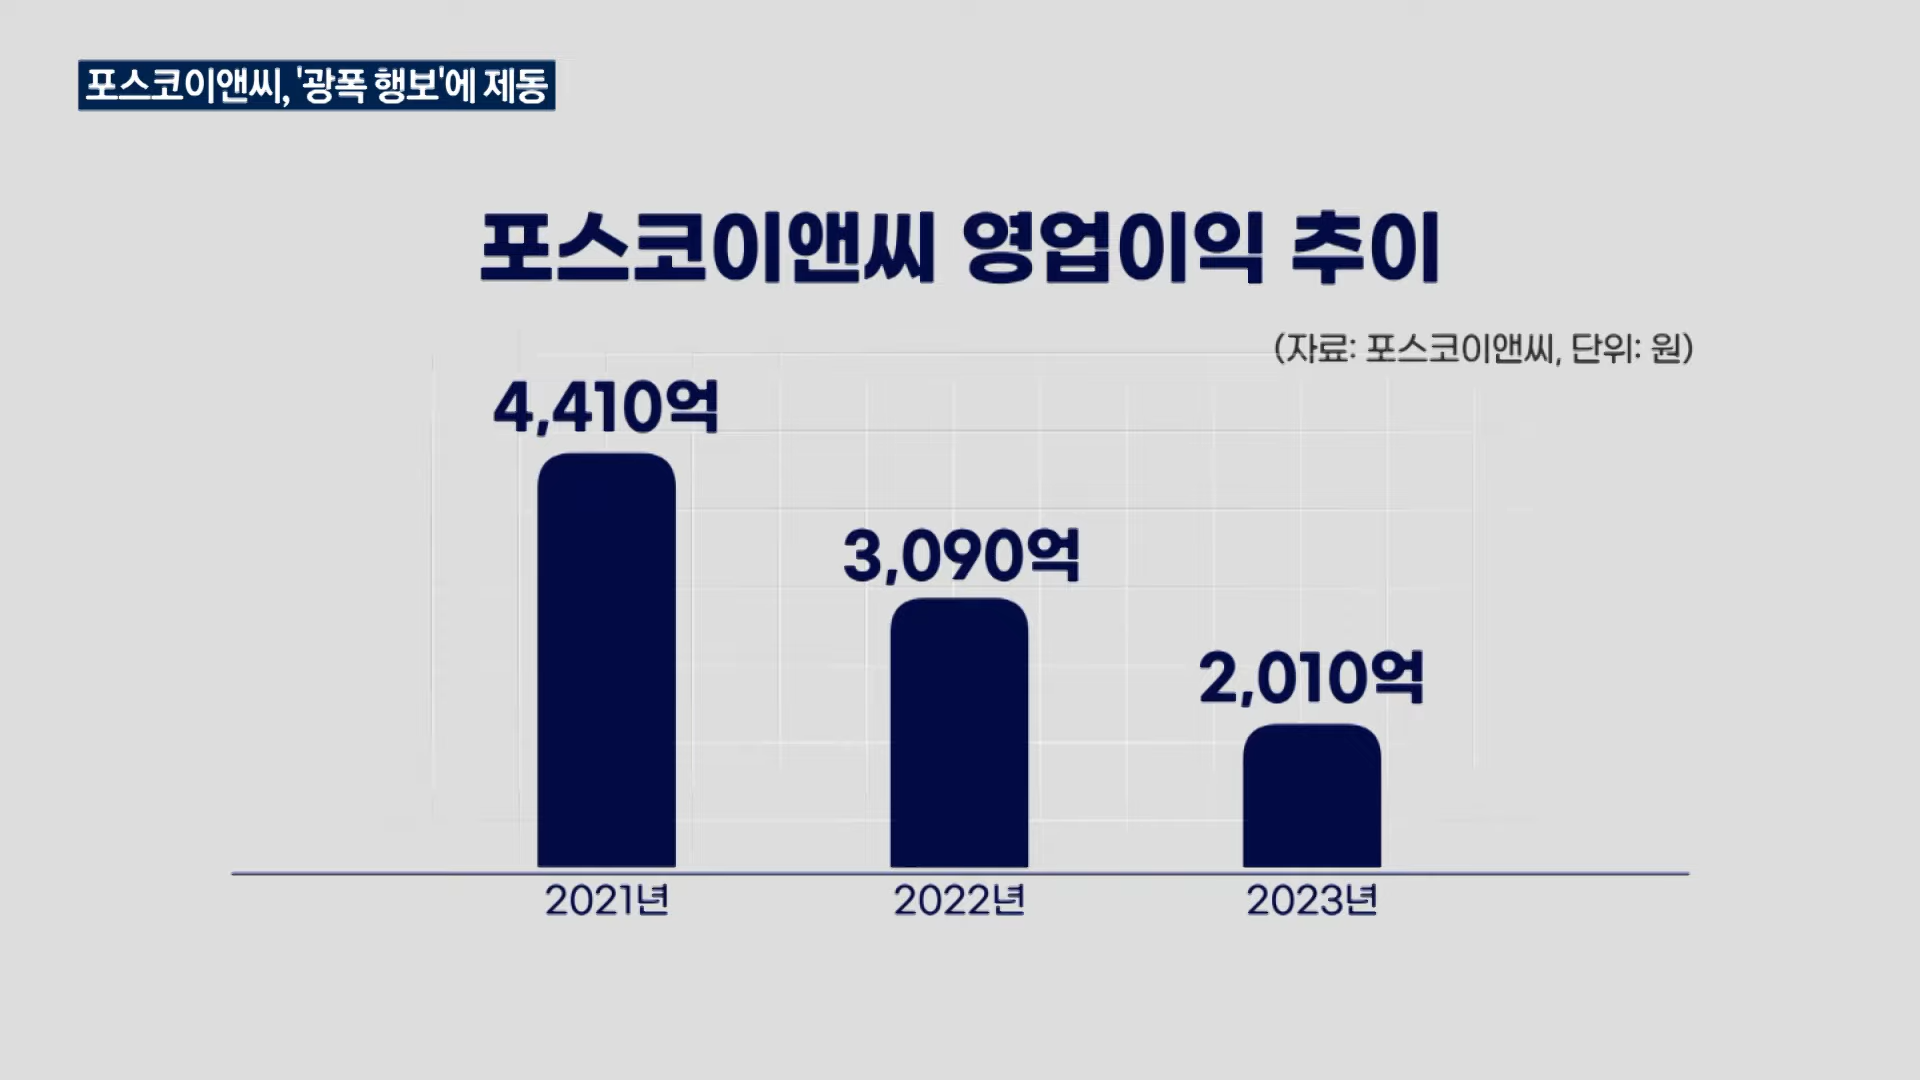 포스코이앤씨, '광폭 행보'에 제동
포스코이앤씨 영업이익 추이
(자료: 포스코이앤씨, 단위: 원)
4,410억
3,090억
2,010억
2021년 2022년 2023년